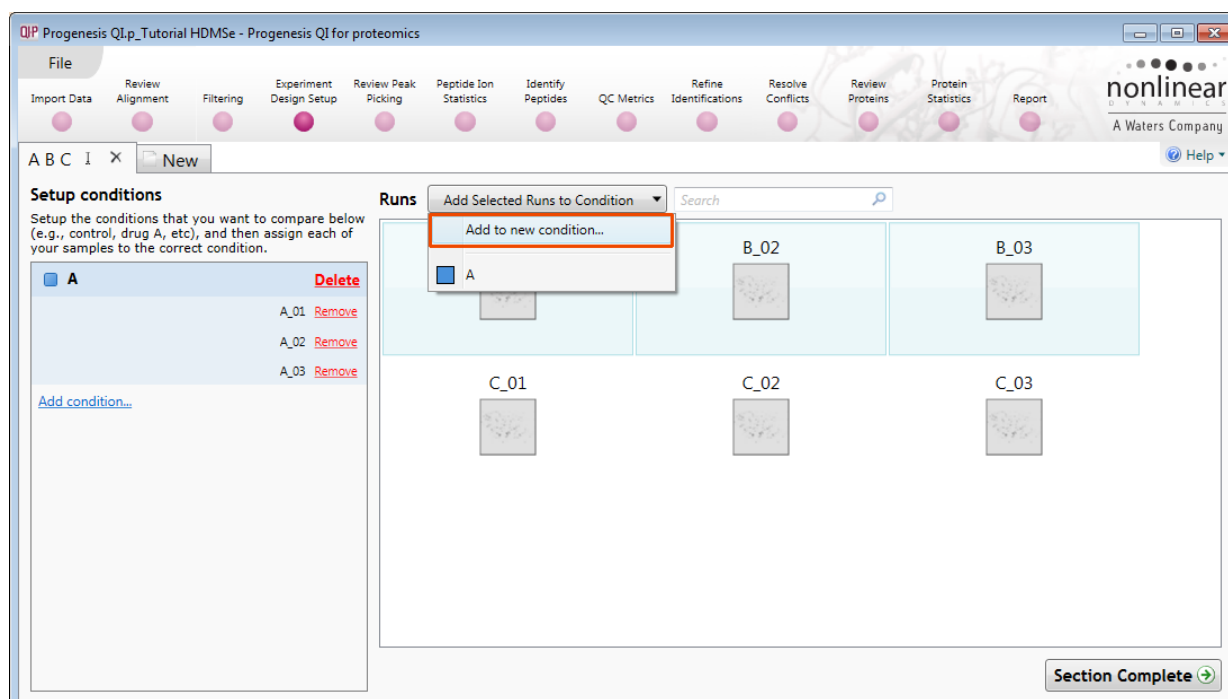 QIP Progenesis QI.p_Tutorial HDMSe - Progenesis QI for proteomics
File
Import Data
Review
Alignment
Filtering
Experiment
Design Setup
Review Peak
Picking
Peptide Ion
Statistics
Identify
Peptides
QC Metrics
Refine
Identifications
Resolve
Conflicts
Review
Proteins
Protein
Statistics
Report
nonlinear
DYNAMICS
A Waters Company
A B C I
New
Help
Setup conditions
Setup the conditions that you want to compare below
(e.g., control, drug A, etc), and then assign each of
your samples to the correct condition.
A Delete
A_01 Remove
A_02 Remove
A_03 Remove
Add condition...
Runs
Add Selected Runs to Condition
Search
Add to new condition...
A
B_02
B_03
C_01
C_02
C_03
Section Complete